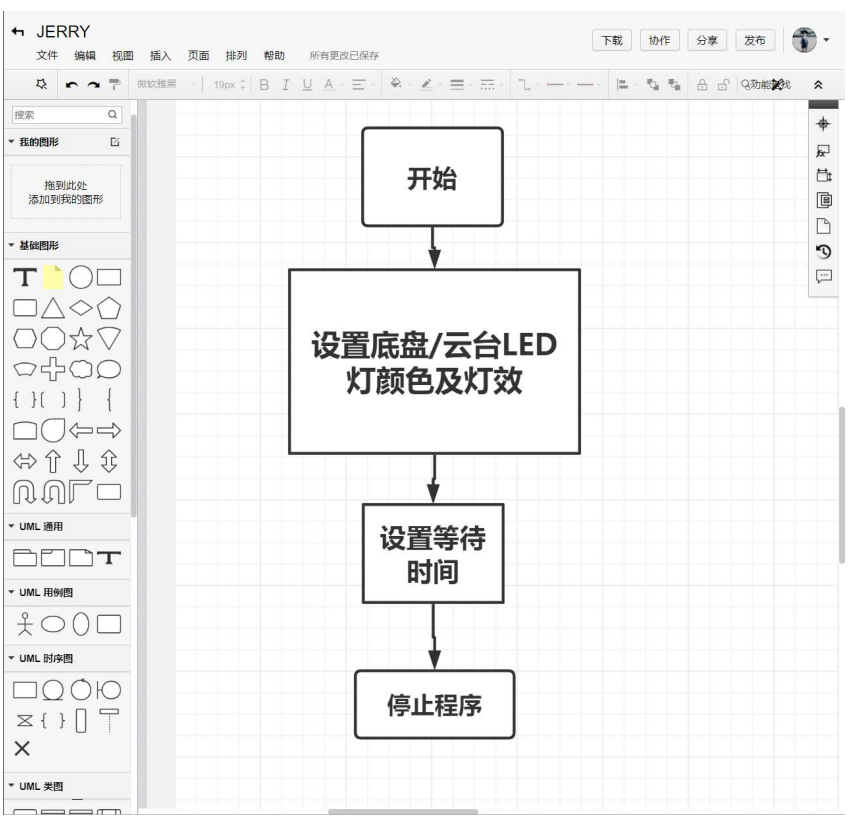 JERRY
文件 编辑 视图 插入 页面 排列 帮助 所有更改已保存
下载 协作 分享 发布
微软雅黑 19px B I U A
搜索
我的图形
拖到此处
添加到我的图形
基础图形
T
UML 通用
T
UML 用例图
UML 时序图
UML 类图
开始
设置底盘/云台LED
灯颜色及灯效
设置等待
时间
停止程序